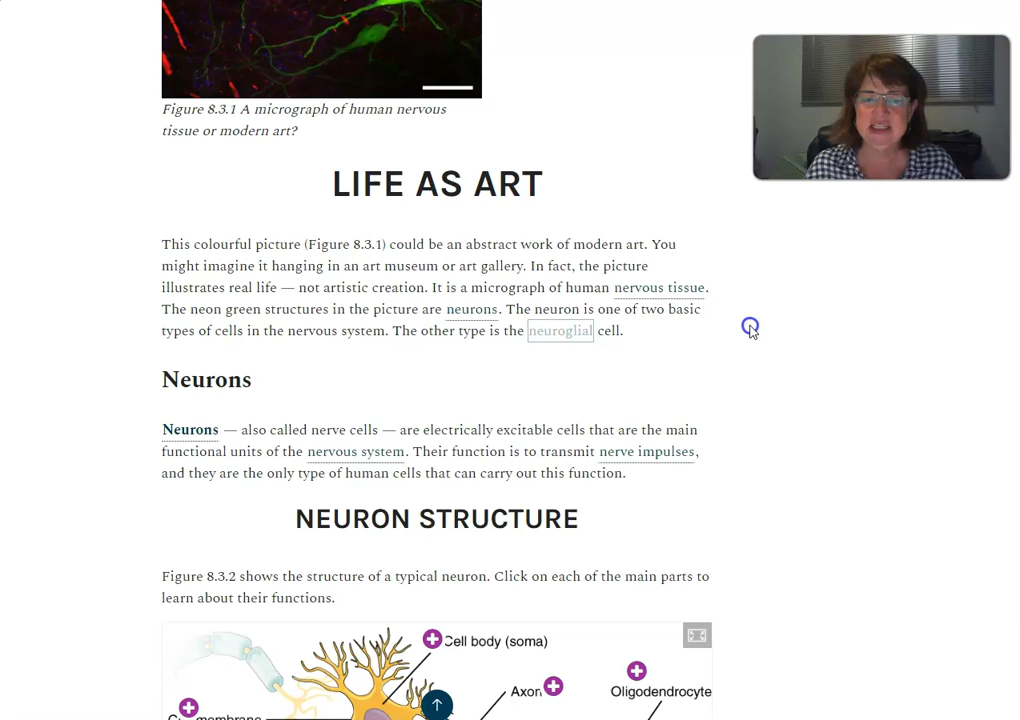 Figure 8.3.1 A micrograph of human nervous
tissue or modern art?
LIFE AS ART
This colourful picture (Figure 8.3.1) could be an abstract work of modern art. You
might imagine it hanging in an art museum or art gallery. In fact, the picture
illustrates real life — not artistic creation. It is a micrograph of human nervous tissue.
The neon green structures in the picture are neurons. The neuron is one of two basic
types of cells in the nervous system. The other type is the neuroglial cell.
Neurons
Neurons — also called nerve cells — are electrically excitable cells that are the main
functional units of the nervous system. Their function is to transmit nerve impulses,
and they are the only type of human cells that can carry out this function.
NEURON STRUCTURE
Figure 8.3.2 shows the structure of a typical neuron. Click on each of the main parts to
learn about their functions.
Cell body (soma)
Axon
Oligodendrocyte
membrane